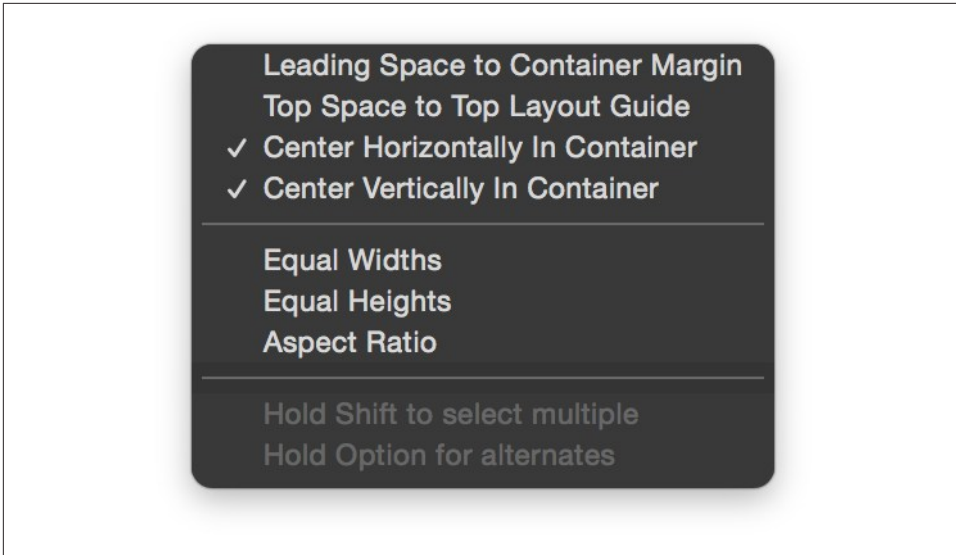 Leading Space to Container Margin
Top Space to Top Layout Guide
✓ Center Horizontally In Container
✓ Center Vertically In Container
Equal Widths
Equal Heights
Aspect Ratio
Hold Shift to select multiple
Hold Option for alternates